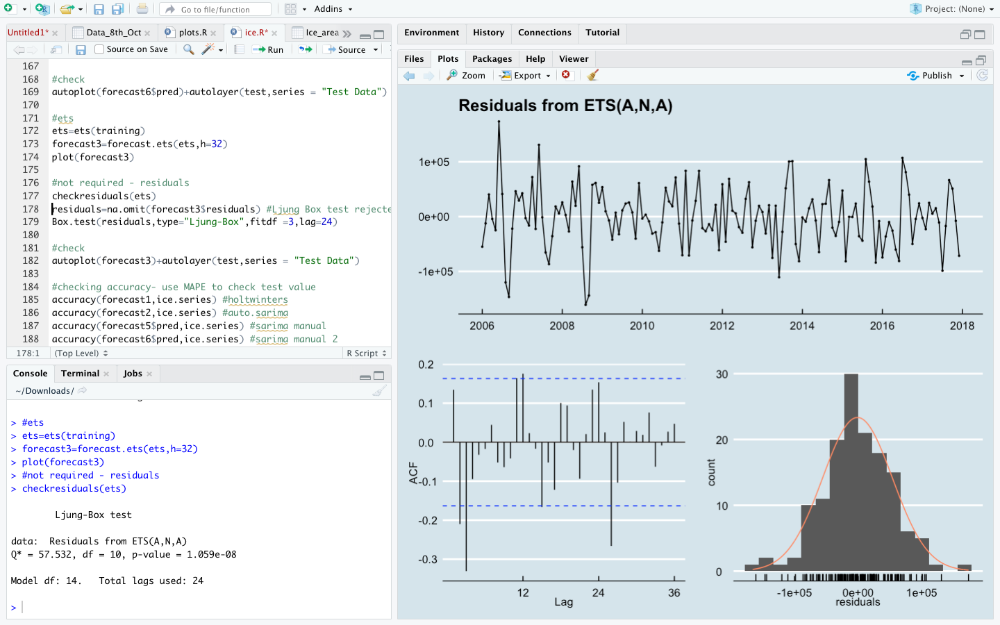 Go to file/function
Addins
Project: (None)
Untitled1*
Data_8th_Oct
plots.R
ice.R*
Ice_area
Source on Save
Run
Source
167
168 #check
169 autoplot(forecast6$pred)+autolayer(test,series = "Test Data")
170
171 #ets
172 ets=ets(training)
173 forecast3=forecast.ets(ets,h=32)
174 plot(forecast3)
175
176 #not required - residuals
177 checkresiduals(ets)
178 residuals=na.omit(forecast3$residuals) #Ljung Box test rejecte
179 Box.test(residuals,type="Ljung-Box",fitdf =3,lag=24)
180
181 #check
182 autoplot(forecast3)+autolayer(test,series = "Test Data")
183
184 #checking accuracy- use MAPE to check test value
185 accuracy(forecast1,ice.series) #holtwinters
186 accuracy(forecast2,ice.series) #auto.sarima
187 accuracy(forecast5$pred,ice.series) #sarima manual
188 accuracy(forecast6$pred,ice.series) #sarima manual 2
178:1 (Top Level) R Script
Console Terminal Jobs
~/Downloads/
> #ets
> ets=ets(training)
> forecast3=forecast.ets(ets,h=32)
> plot(forecast3)
> #not required - residuals
> checkresiduals(ets)
Ljung-Box test
data: Residuals from ETS(A,N,A)
Q* = 57.532, df = 10, p-value = 1.059e-08
Model df: 14. Total lags used: 24
>
Environment History Connections Tutorial
Files Plots Packages Help Viewer
Zoom Export Publish
Residuals from ETS(A,N,A)
1e+05
0e+00
-1e+05
2006 2008 2010 2012 2014 2016 2018
0.2
0.1
0.0
-0.1
-0.2
-0.3
ACF
12 24 36
Lag
30
20
10
0
count
-1e+05 0e+00 1e+05
residuals